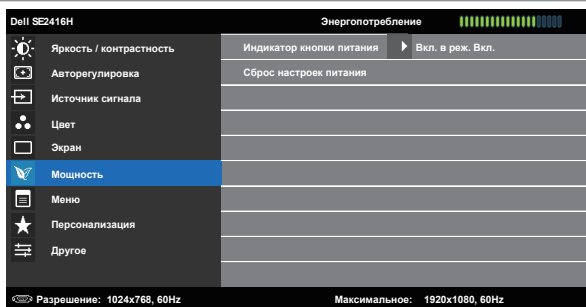 Dell SE2416H Энергопотребление
Яркость / контрастность Индикатор кнопки питания Вкл. в реж. Вкл.
Авторегулировка Сброс настроек питания
Источник сигнала
Цвет
Экран
Мощность
Меню
Персонализация
Другое
Разрешение: 1024x768, 60Hz Максимальное: 1920x1080, 60Hz